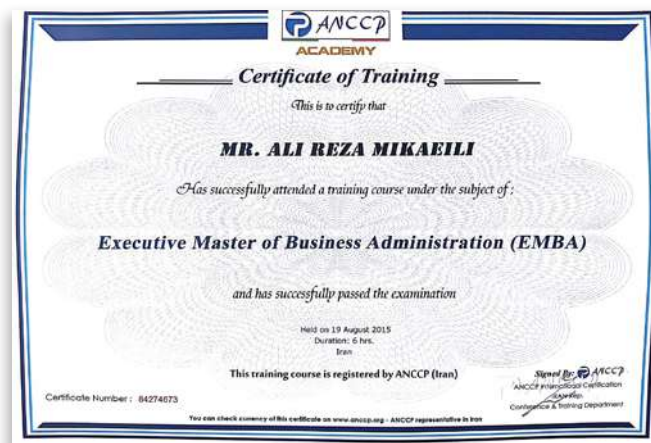 ANCCP
ACADEMY
Certificate of Training
This is to certify that
MR. ALI REZA MIKAEILI
Has successfully attended a training course under the subject of :
Executive Master of Business Administration (EMBA)
and has successfully passed the examination
Held on 19 August 2015
Duration: 6 hrs.
Iran
This training course is registered by ANCCP (Iran)
Signed By: ANCCP
ANCCP International Certification
Conference & Training Department
Certificate Number : 84274673
You can check currency of this certificate on www.anccp.org - ANCCP representative in Iran